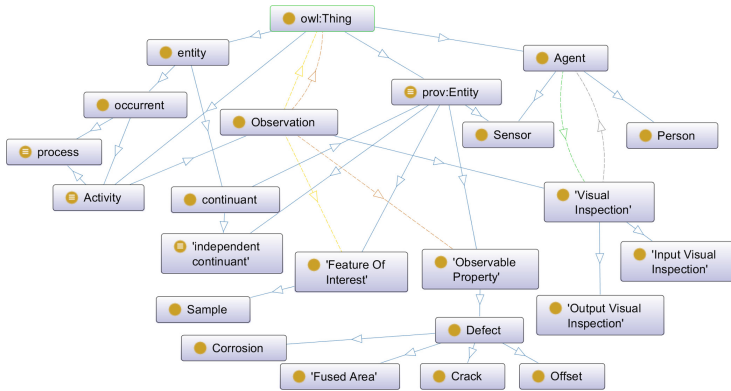 owl:Thing
entity
Agent
occurrent
prov:Entity
Observation
process
Sensor
Person
Activity
continuant
'Visual
Inspection'
'independent
continuant'
'Feature Of
Interest'
'Observable
Property'
'Input Visual
Inspection'
Sample
'Output Visual
Inspection'
Defect
Corrosion
'Fused Area'
Crack
Offset